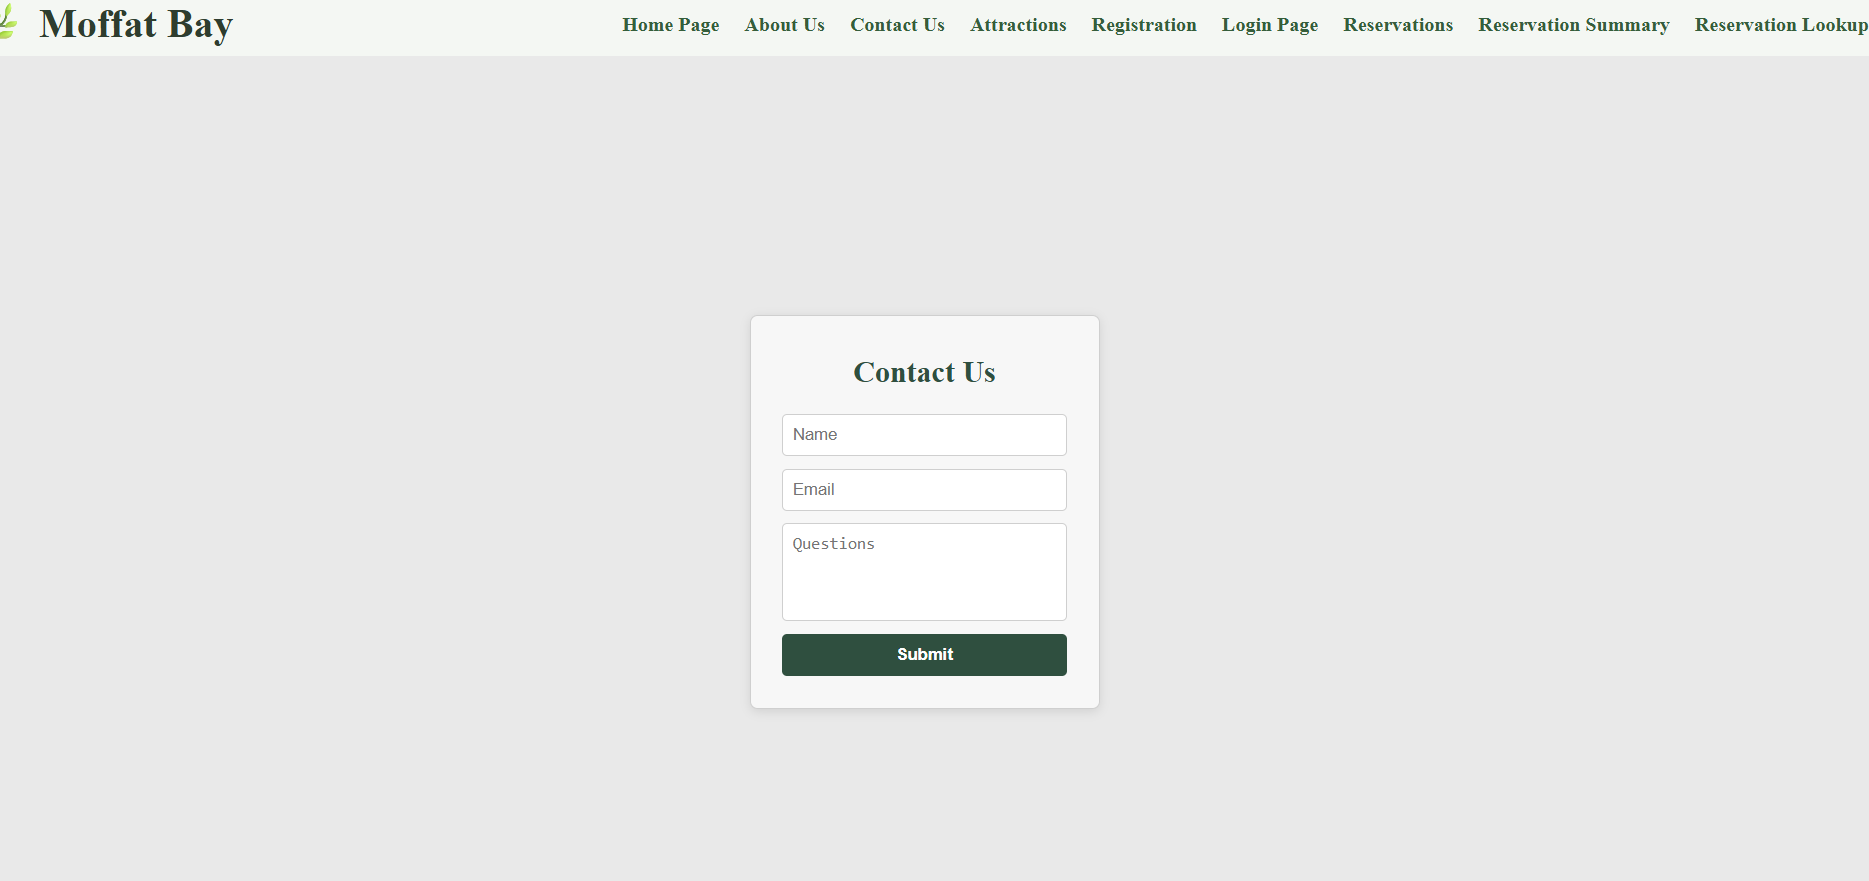 Moffat Bay
Home Page About Us Contact Us Attractions Registration Login Page Reservations Reservation Summary Reservation Lookup
Contact Us
Name
Email
Questions
Submit